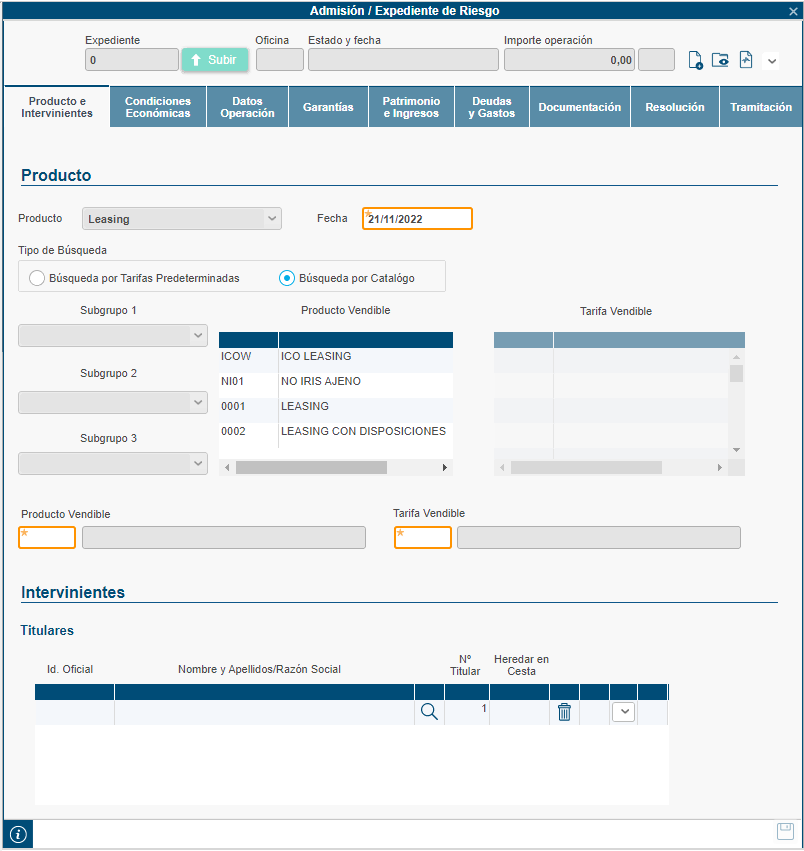 Admisión / Expediente de Riesgo
Expediente
Oficina
Estado y fecha
Importe operación
0
Subir
0,00
Producto e
Intervinientes
Condiciones
Económicas
Datos
Operación
Garantías
Patrimonio
e Ingresos
Deudas
y Gastos
Documentación
Resolución
Tramitación
Producto
Producto
Leasing
Fecha
*21/11/2022
Tipo de Búsqueda
Búsqueda por Tarifas Predeterminadas
Búsqueda por Catalógo
Subgrupo 1
Producto Vendible
Tarifa Vendible
ICOW ICO LEASING
Subgrupo 2
NI01 NO IRIS AJENO
0001 LEASING
0002 LEASING CON DISPOSICIONES
Subgrupo 3
Producto Vendible
Tarifa Vendible
*
*
Intervinientes
Titulares
Id. Oficial
Nombre y Apellidos/Razón Social
Nº
Titular
Heredar en
Cesta
1